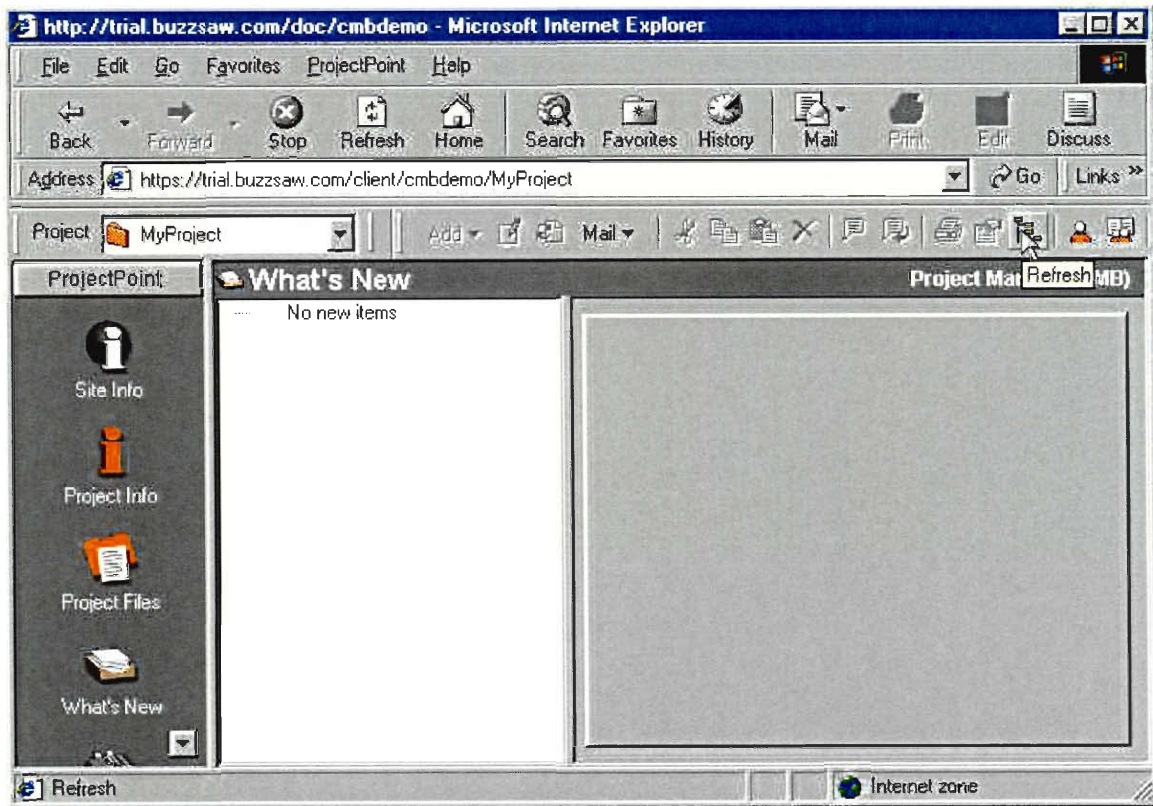 http://trial.buzzsaw.com/doc/cmbdemo - Microsoft Internet Explorer
File Edit Go Favorites ProjectPoint Help
Back Forward Stop Refresh Home Search Favorites History Mail Print Edit Discuss
Address https://trial.buzzsaw.com/client/cmbdemo/MyProject Go Links »
Project MyProject Add Mail
Refresh
ProjectPoint What's New Project Mar MB)
No new items
Site Info
Project Info
Project Files
What's New
Refresh Internet zone